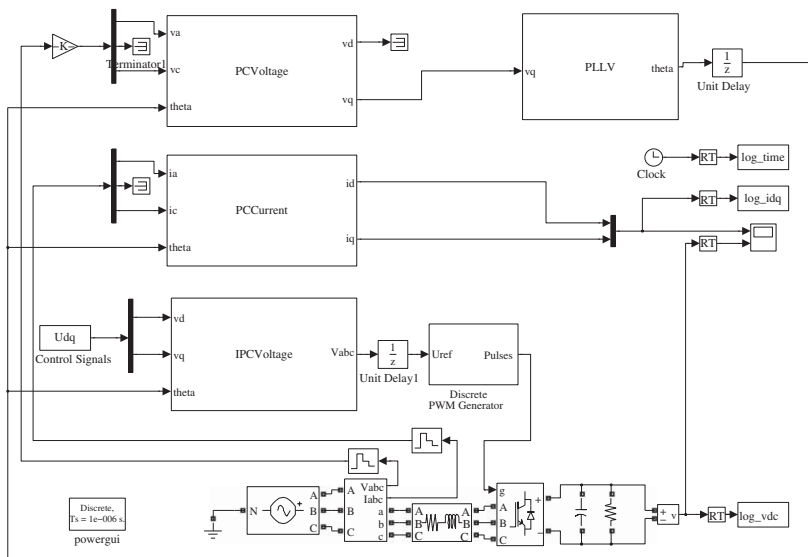 va
vc
theta
PCVoltage
vd
vq
-K-
Terminator1
vq
PLLV
theta
1
z
Unit Delay
ia
ic
theta
PCCurrent
id
iq
Clock
RT
log_time
RT
log_idq
RT
Udq
Control Signals
vd
vq
theta
IPCVoltage
Vabc
1
z
Unit Delay1
Uref
Pulses
Discrete
PWM Generator
Discrete,
Ts = 1e-006 s.
powergui
N
A
B
C
A
B
C
Vabc
Iabc
a
b
c
A
B
C
A
B
C
g
A
B
C
+
−
+
−
v
RT
log_vdc